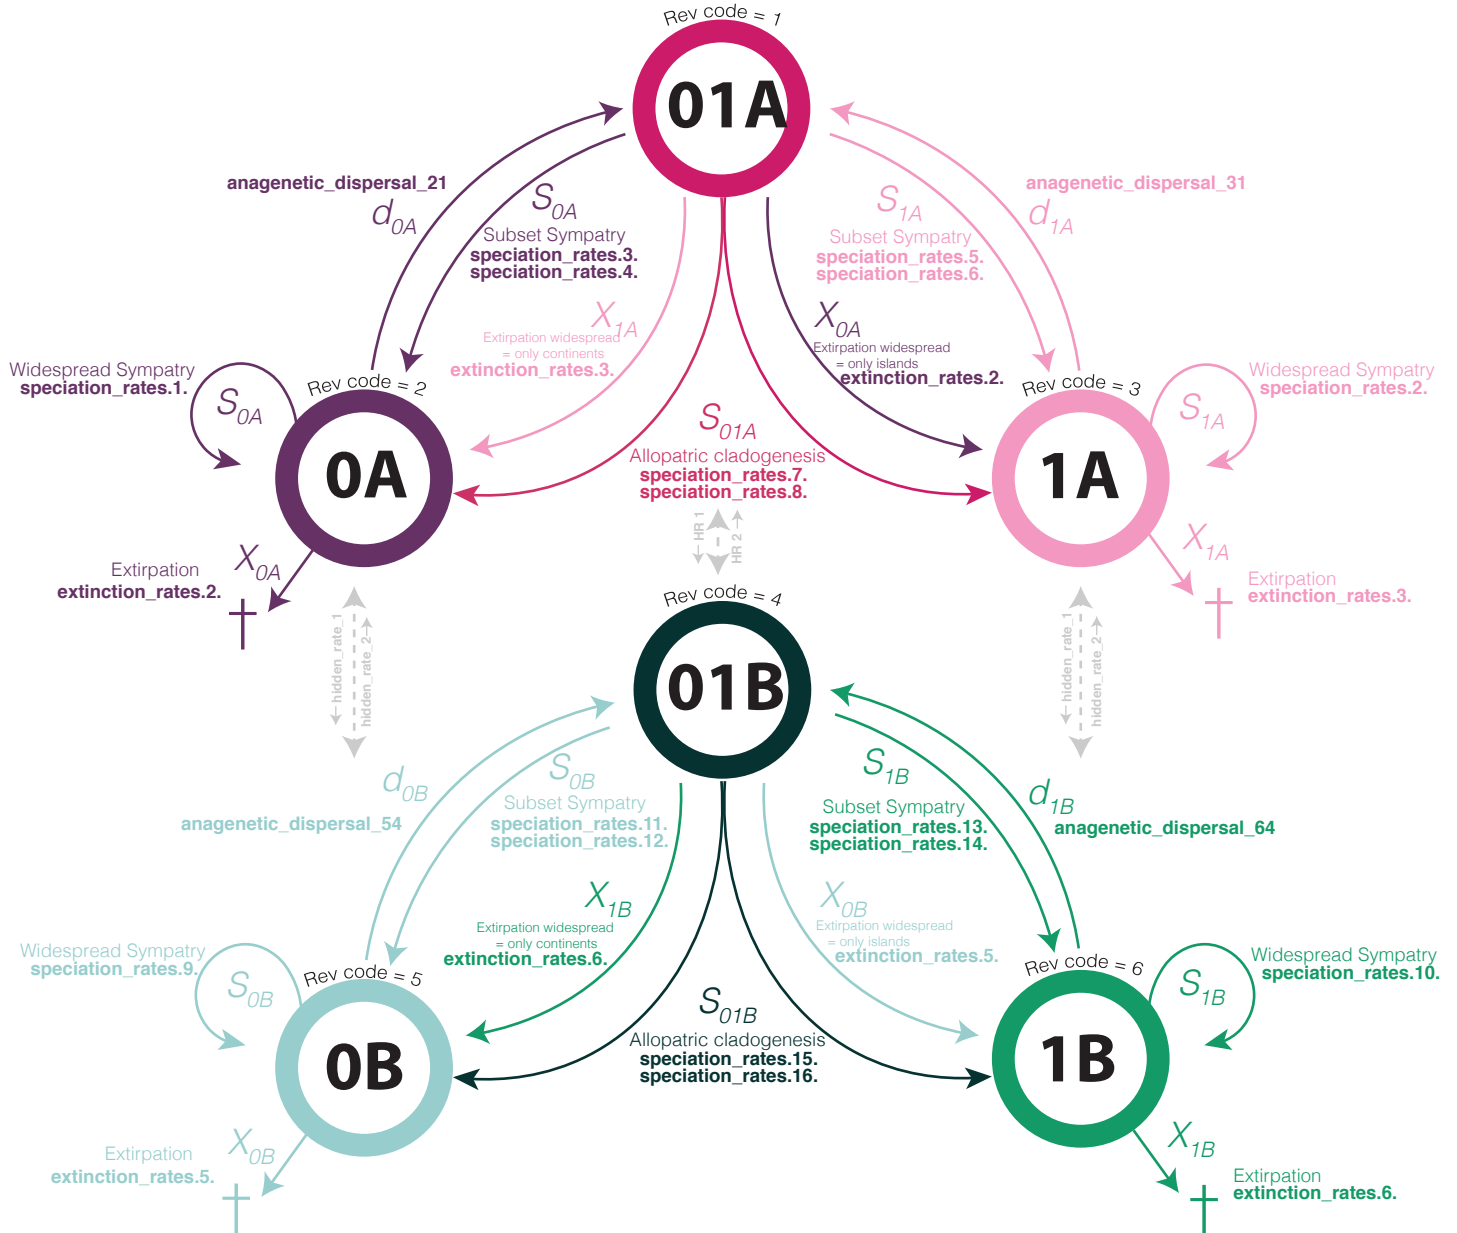 Rev code = 1
01A
anagenetic_dispersal_21
d0A
S0A
Subset Sympatry
speciation_rates.3.
speciation_rates.4.
S1A
Subset Sympatry
speciation_rates.5.
speciation_rates.6.
anagenetic_dispersal_31
d1A
X1A
Extirpation widespread
= only continents
extinction_rates.3.
X0A
Extirpation widespread
= only islands
extinction_rates.2.
Widespread Sympatry
speciation_rates.1.
S0A
Rev code = 2
0A
S01A
Allopatric cladogenesis
speciation_rates.7.
speciation_rates.8.
Rev code = 3
1A
Widespread Sympatry
speciation_rates.2.
S1A
X0A
Extirpation
extinction_rates.2.
← HR 1
HR 2 →
X1A
Extirpation
extinction_rates.3.
← hidden_rate_1
hidden_rate_2 →
← hidden_rate_1
hidden_rate_2 →
Rev code = 4
01B
d0B
anagenetic_dispersal_54
S0B
Subset Sympatry
speciation_rates.11.
speciation_rates.12.
S1B
Subset Sympatry
speciation_rates.13.
speciation_rates.14.
d1B
anagenetic_dispersal_64
X1B
Extirpation widespread
= only continents
extinction_rates.6.
X0B
Extirpation widespread
= only islands
extinction_rates.5.
Widespread Sympatry
speciation_rates.9.
S0B
Rev code = 5
0B
S01B
Allopatric cladogenesis
speciation_rates.15.
speciation_rates.16.
Rev code = 6
1B
Widespread Sympatry
speciation_rates.10.
S1B
X0B
Extirpation
extinction_rates.5.
X1B
Extirpation
extinction_rates.6.